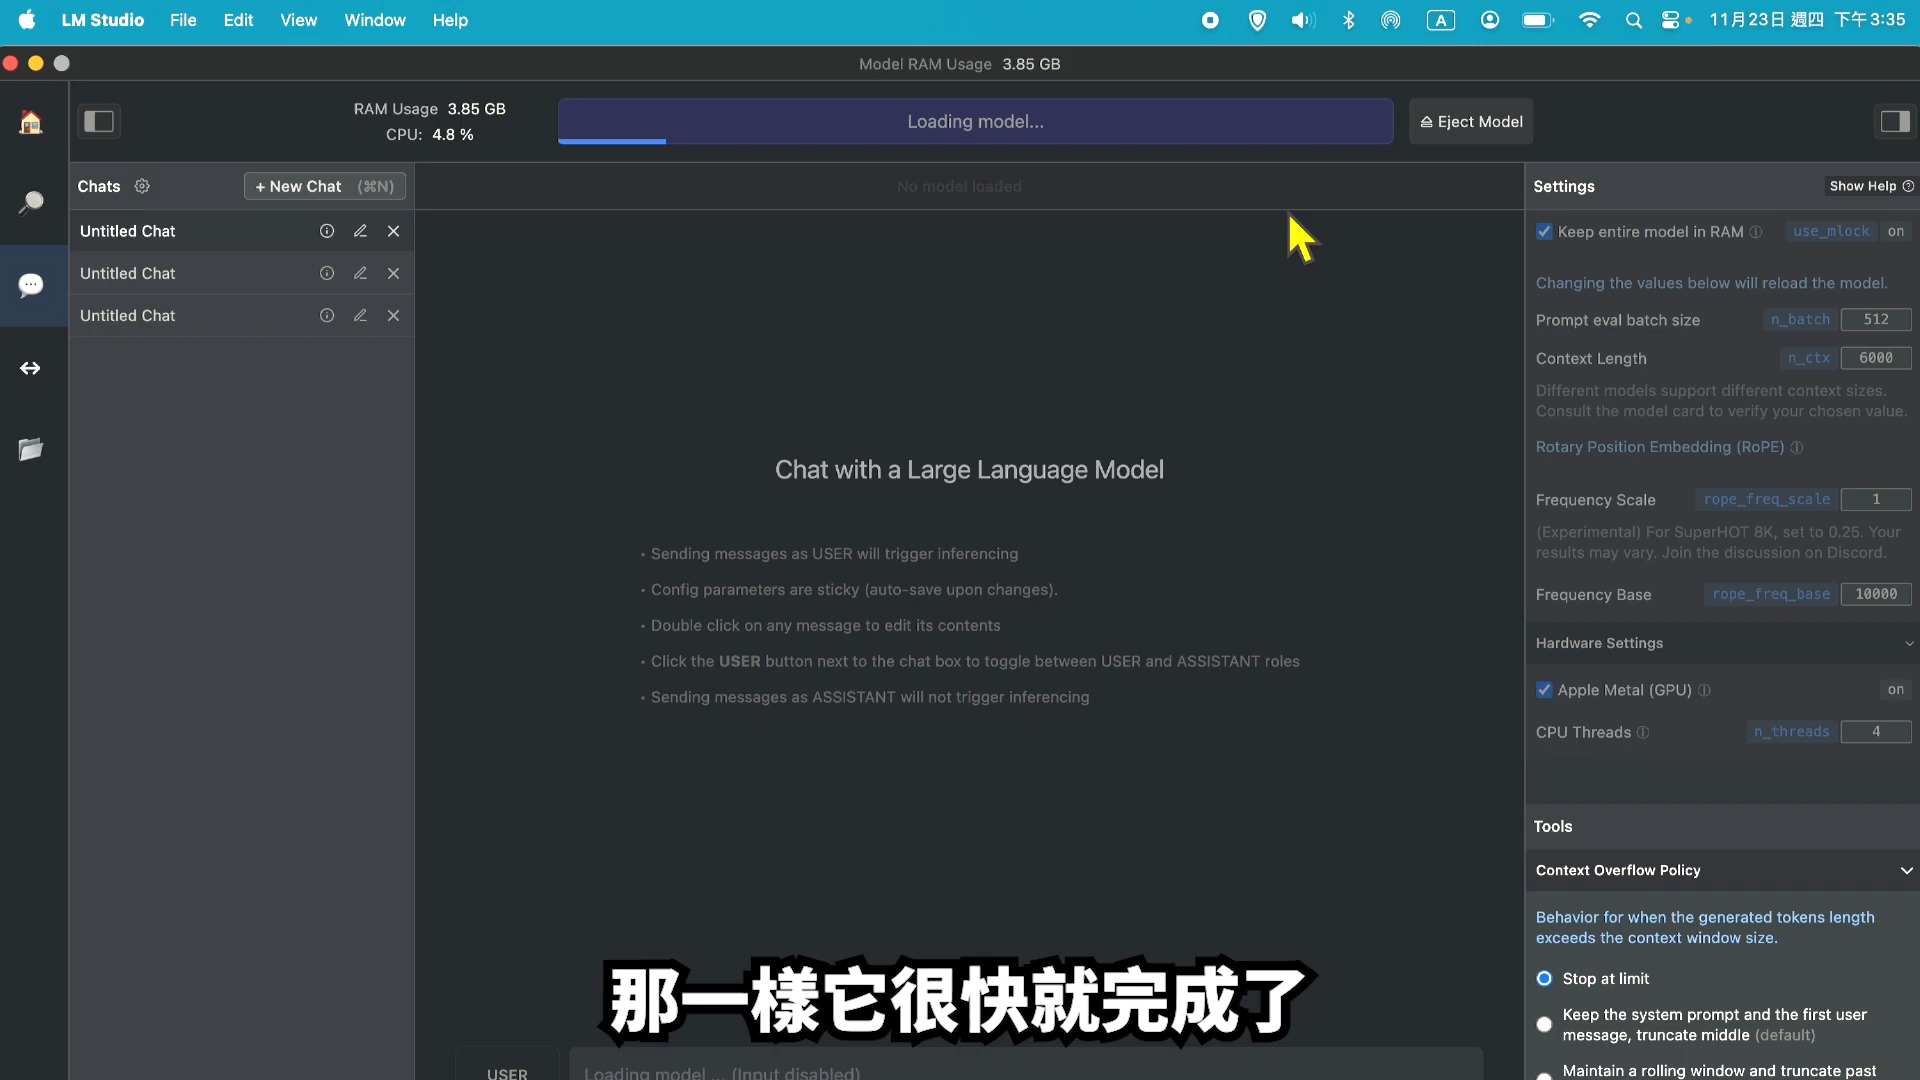 LM Studio File Edit View Window Help
A 11月23日 週四 下午3:35
Model RAM Usage 3.85 GB
RAM Usage 3.85 GB
CPU: 4.8 %
Loading model...
Eject Model
Chats
+ New Chat (⌘N)
No model loaded
Settings
Show Help
Untitled Chat
Untitled Chat
Untitled Chat
Chat with a Large Language Model
• Sending messages as USER will trigger inferencing
• Config parameters are sticky (auto-save upon changes).
• Double click on any message to edit its contents
• Click the USER button next to the chat box to toggle between USER and ASSISTANT roles
• Sending messages as ASSISTANT will not trigger inferencing
Keep entire model in RAM use_mlock on
Changing the values below will reload the model.
Prompt eval batch size n_batch 512
Context Length n_ctx 6000
Different models support different context sizes.
Consult the model card to verify your chosen value.
Rotary Position Embedding (RoPE)
Frequency Scale rope_freq_scale 1
(Experimental) For SuperHOT 8K, set to 0.25. Your
results may vary. Join the discussion on Discord.
Frequency Base rope_freq_base 10000
Hardware Settings
Apple Metal (GPU) on
CPU Threads n_threads 4
Tools
Context Overflow Policy
Behavior for when the generated tokens length
exceeds the context window size.
Stop at limit
Keep the system prompt and the first user
message, truncate middle (default)
Maintain a rolling window and truncate past
那一樣它很快就完成了
USER
Loading model ... (Input disabled)